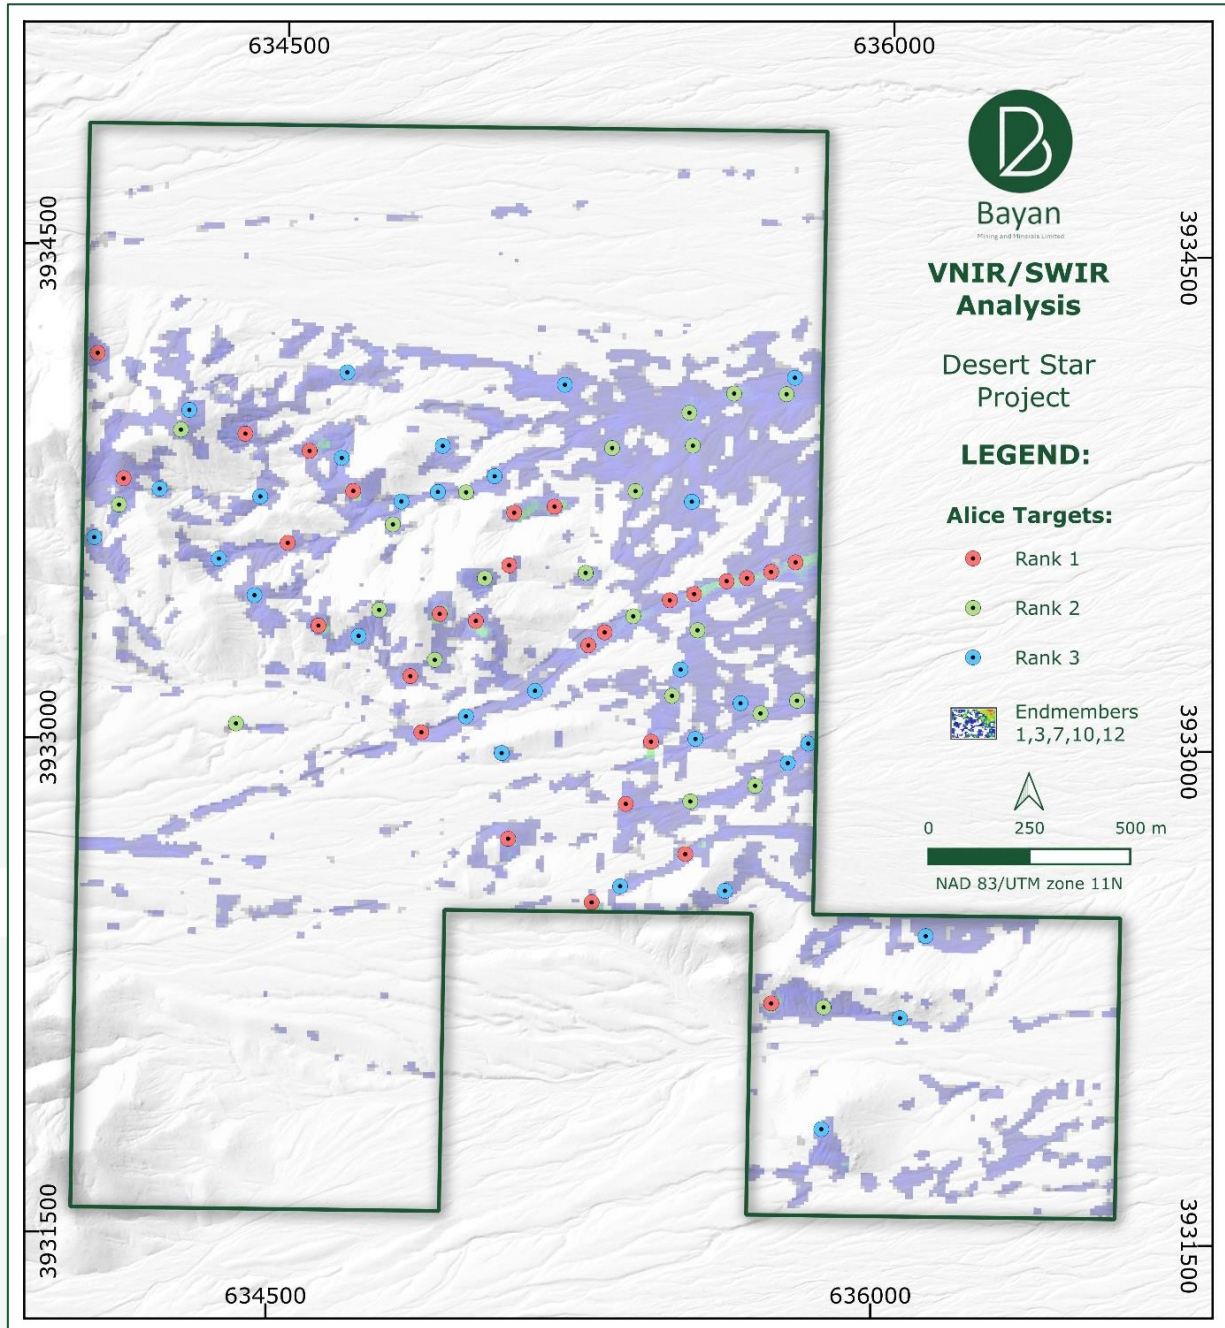 634500
636000
3934500
3934500
Bayan
Mining and Minerals Limited
VNIR/SWIR
Analysis
Desert Star
Project
LEGEND:
Alice Targets:
Rank 1
Rank 2
Rank 3
Endmembers
1,3,7,10,12
3933000
3933000
0
250
500 m
NAD 83/UTM zone 11N
3931500
3931500
634500
636000